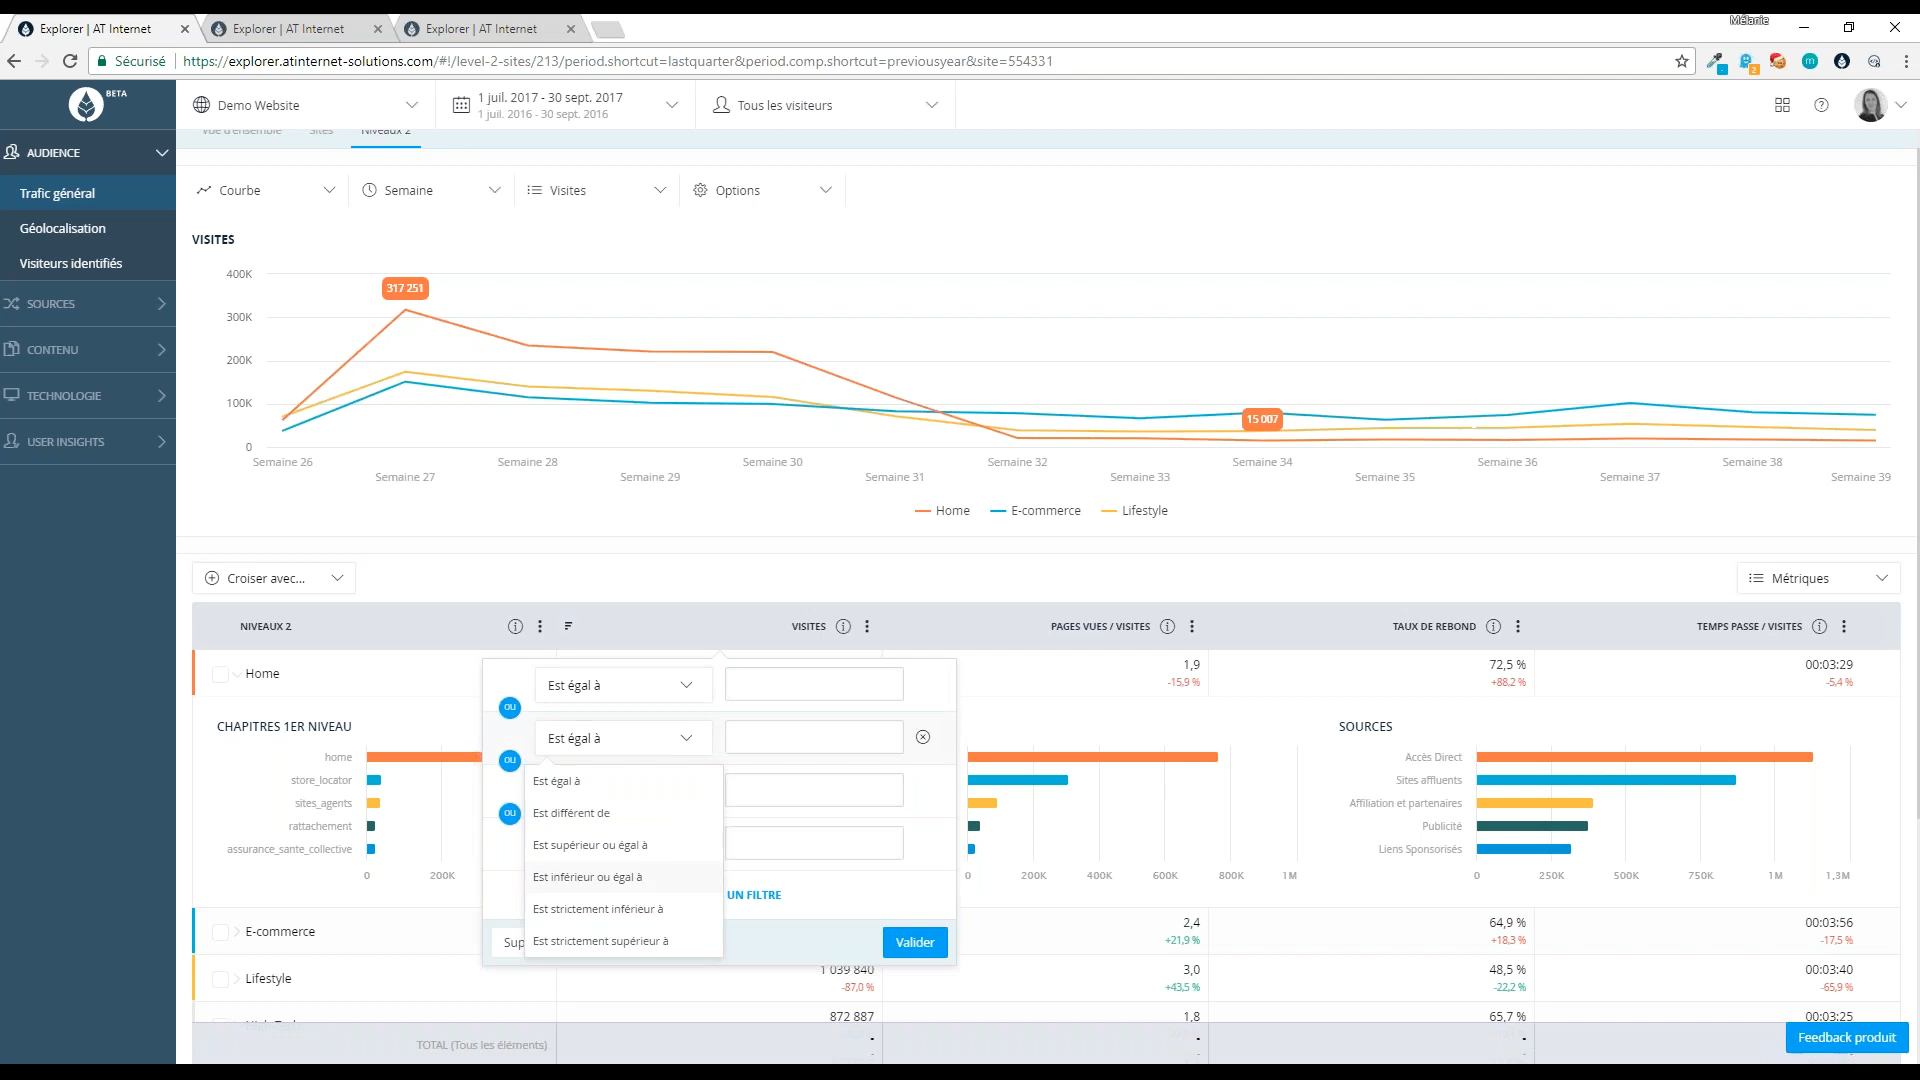 Mélanie
Explorer | AT Internet
Explorer | AT Internet
Explorer | AT Internet
Sécurisé
https://explorer.atinternet-solutions.com/#!/level-2-sites/213/period.shortcut=lastquarter&period.comp.shortcut=previousyear&site=554331
2
BETA
Demo Website
1 juil. 2017 - 30 sept. 2017
1 juil. 2016 - 30 sept. 2016
Tous les visiteurs
Vue d'ensemble
Sites
Niveaux 2
AUDIENCE
Trafic général
Géolocalisation
Visiteurs identifiés
SOURCES
CONTENU
TECHNOLOGIE
USER INSIGHTS
Courbe
Semaine
Visites
Options
VISITES
400K
300K
200K
100K
0
317 251
15 007
Semaine 26
Semaine 27
Semaine 28
Semaine 29
Semaine 30
Semaine 31
Semaine 32
Semaine 33
Semaine 34
Semaine 35
Semaine 36
Semaine 37
Semaine 38
Semaine 39
Home
E-commerce
Lifestyle
Croiser avec...
Métriques
NIVEAUX 2
VISITES
PAGES VUES / VISITES
TAUX DE REBOND
TEMPS PASSE / VISITES
Home
1,9
-15,9 %
72,5 %
+88,2 %
00:03:29
-5,4 %
Est égal à
ou
Est égal à
ou
ou
Est égal à
Est différent de
Est supérieur ou égal à
Est inférieur ou égal à
Est strictement inférieur à
Est strictement supérieur à
UN FILTRE
Sup
Valider
CHAPITRES 1ER NIVEAU
home
store_locator
sites_agents
rattachement
assurance_sante_collective
0
200K
0
200K
400K
600K
800K
1M
SOURCES
Accès Direct
Sites affluents
Affiliation et partenaires
Publicité
Liens Sponsorisés
0
250K
500K
750K
1M
1,3M
E-commerce
2,4
+21,9 %
64,9 %
+18,3 %
00:03:56
-17,5 %
Lifestyle
1 039 840
-87,0 %
3,0
+43,5 %
48,5 %
-22,2 %
00:03:40
-65,9 %
872 887
1,8
65,7 %
00:03:25
TOTAL (Tous les éléments)
-
-
-
Feedback produit